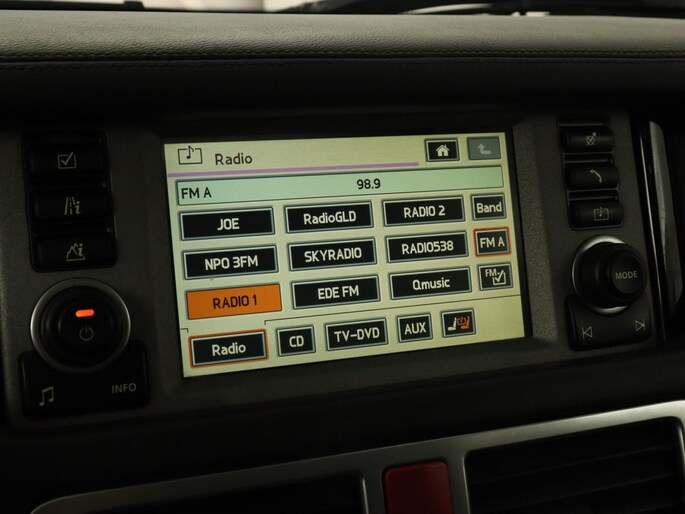 Radio
FM A 98.9
JOE RadioGLD RADIO 2 Band
NPO 3FM SKYRADIO RADIO538 FM A
RADIO 1 EDE FM Qmusic FM
Radio CD TV-DVD AUX
MODE
INFO